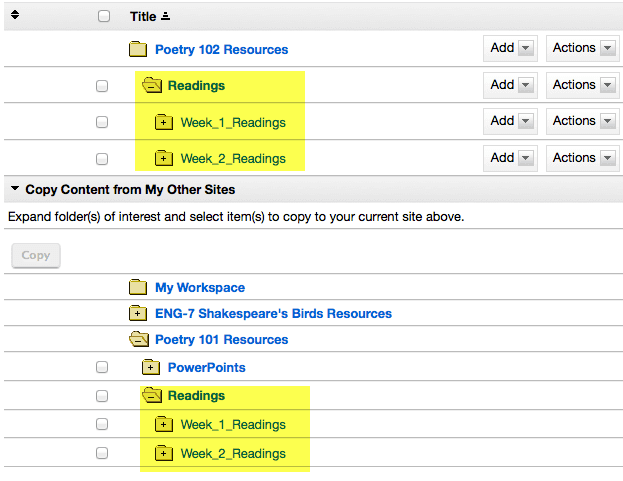 Title
Poetry 102 Resources Add Actions
Readings Add Actions
Week_1_Readings Add Actions
Week_2_Readings Add Actions
Copy Content from My Other Sites
Expand folder(s) of interest and select item(s) to copy to your current site above.
Copy
My Workspace
ENG-7 Shakespeare's Birds Resources
Poetry 101 Resources
PowerPoints
Readings
Week_1_Readings
Week_2_Readings